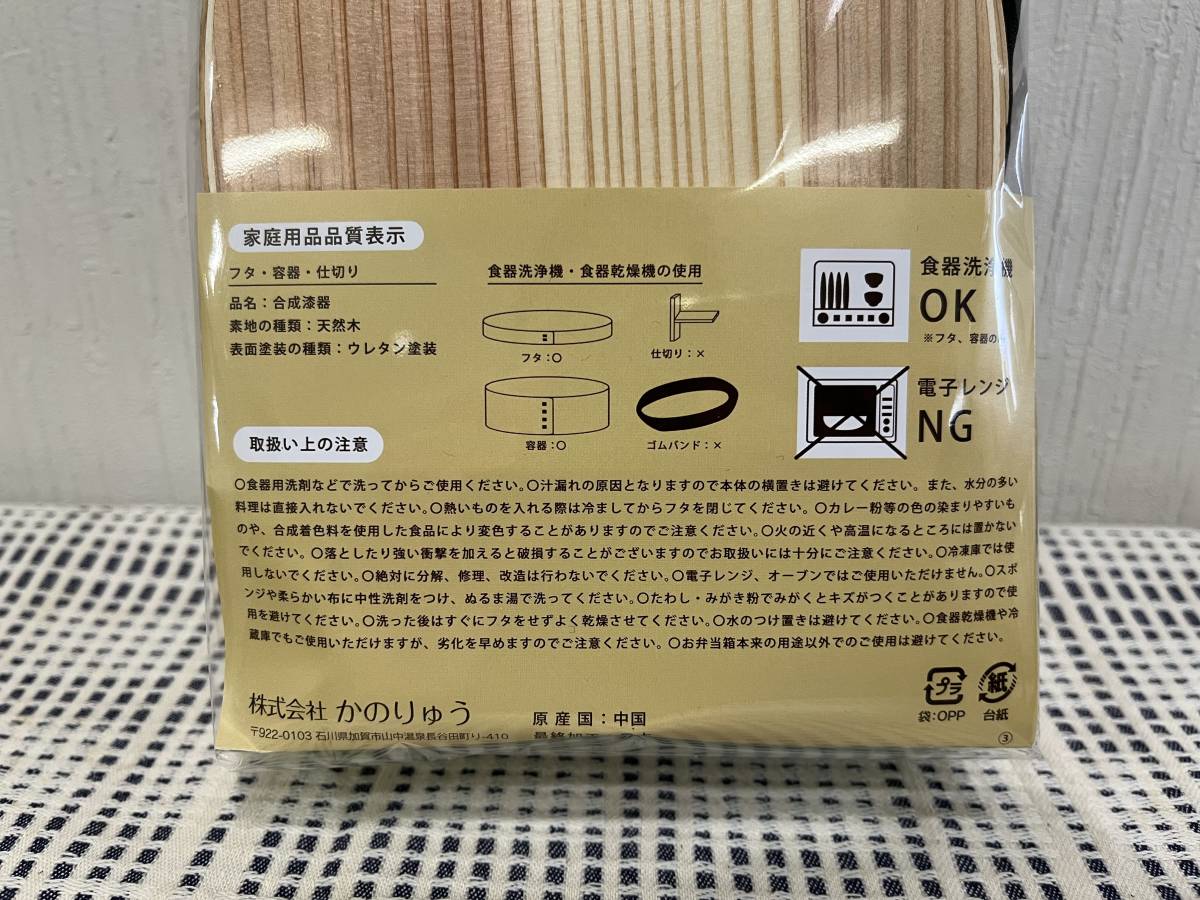 家庭用品品質表示
フタ・容器・仕切り
品名：合成漆器
素地の種類：天然木
表面塗装の種類：ウレタン塗装
食器洗浄機・食器乾燥機の使用
フタ：〇
仕切り：×
容器：〇
ゴムバンド：×
食器洗浄機
OK
※フタ、容器の
電子レンジ
NG
取扱い上の注意
〇食器用洗剤などで洗ってからご使用ください。〇汁漏れの原因となりますので本体の横置きは避けてください。また、水分の多い
料理は直接入れないでください。〇熱いものを入れる際は冷ましてからフタを閉じてください。〇カレー粉等の色の染まりやすいも
のや、合成着色料を使用した食品により変色することがありますのでご注意ください。〇火の近くや高温になるところには置かない
でください。〇落としたり強い衝撃を加えると破損することがございますのでお取扱いには十分にご注意ください。〇冷凍庫では使
用しないでください。〇絶対に分解、修理、改造は行わないでください。〇電子レンジ、オーブンではご使用いただけません。〇スポ
ンジや柔らかい布に中性洗剤をつけ、ぬるま湯で洗ってください。〇たわし・みがき粉でみがくとキズがつくことがありますので使
用を避けてください。〇洗った後はすぐにフタをせずよく乾燥させてください。〇水のつけ置きは避けてください。〇食器乾燥機や冷
蔵庫でもご使用いただけますが、劣化を早めますのでご注意ください。〇お弁当箱本来の用途以外でのご使用は避けてください。
株式会社 かのりゅう
〒922-0103 石川県加賀市山中温泉長谷田町り-410
原産国：中国
プラ
袋：OPP
紙
台紙
③